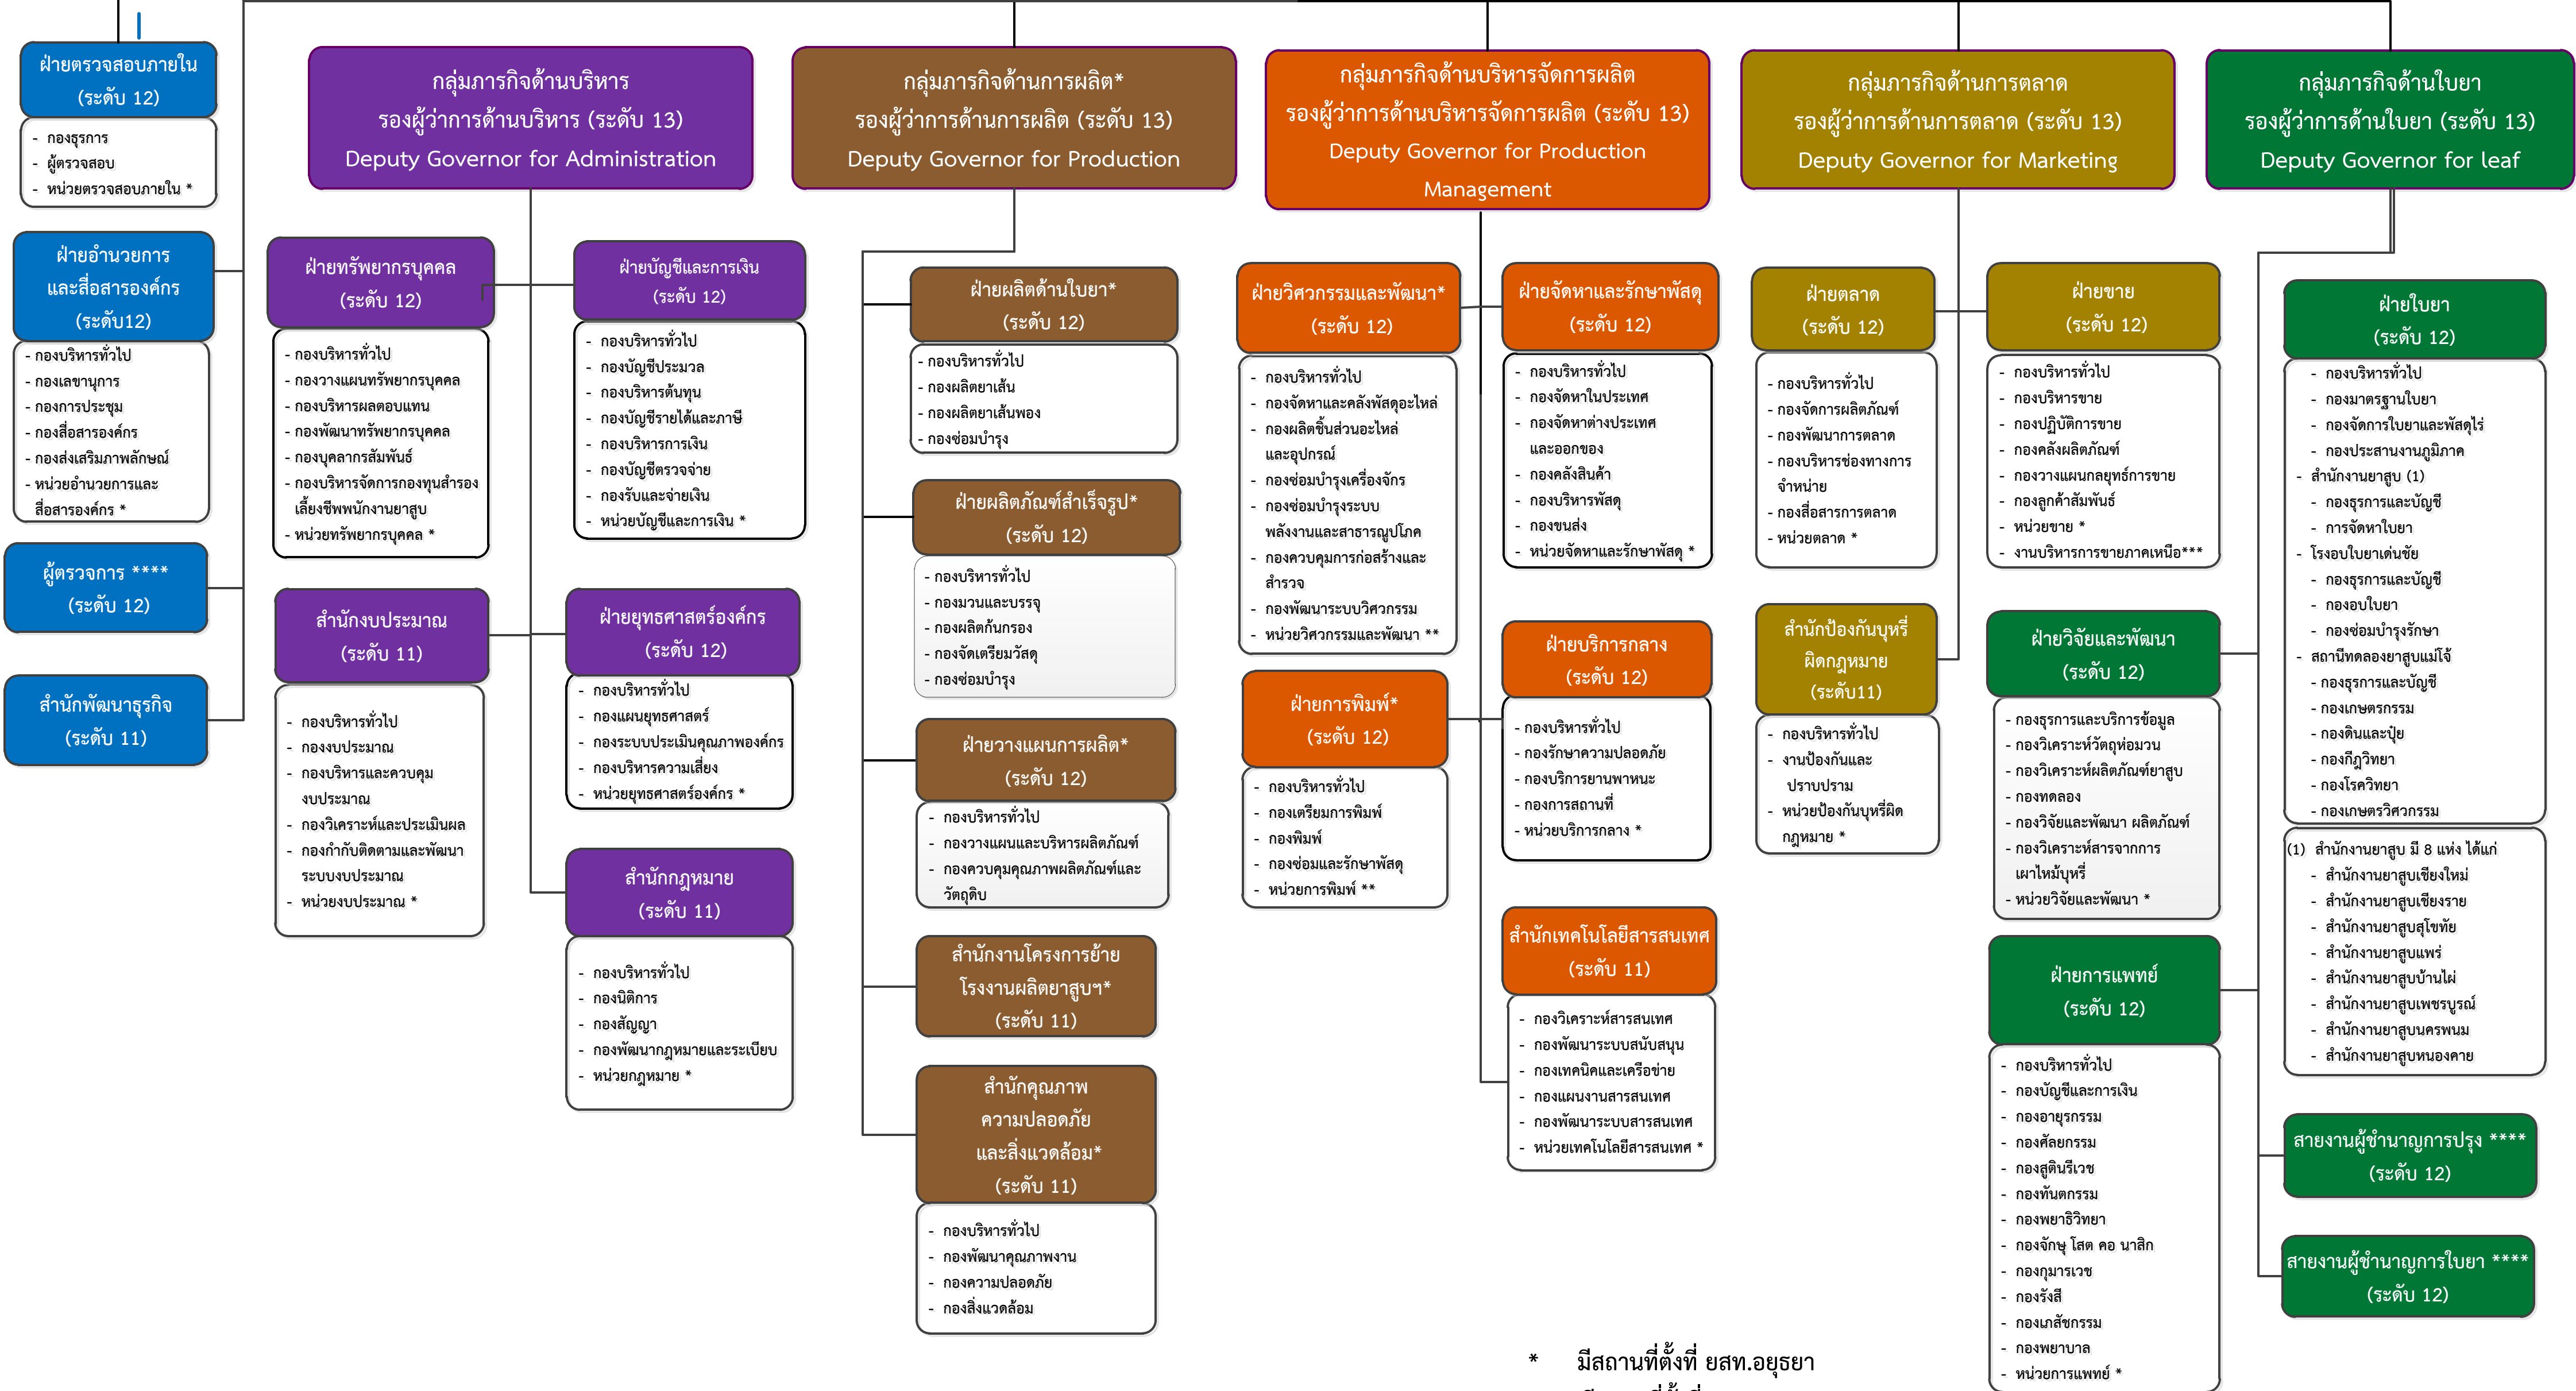 ฝ่ายตรวจสอบภายใน
(ระดับ 12)
- กองธุรการ
- ผู้ตรวจสอบ
- หน่วยตรวจสอบภายใน *
ฝ่ายอำนวยการ
และสื่อสารองค์กร
(ระดับ12)
- กองบริหารทั่วไป
- กองเลขานุการ
- กองการประชุม
- กองสื่อสารองค์กร
- กองส่งเสริมภาพลักษณ์
- หน่วยอำนวยการและ
สื่อสารองค์กร *
ผู้ตรวจการ ****
(ระดับ 12)
สำนักพัฒนาธุรกิจ
(ระดับ 11)
กลุ่มภารกิจด้านบริหาร
รองผู้ว่าการด้านบริหาร (ระดับ 13)
Deputy Governor for Administration
ฝ่ายทรัพยากรบุคคล
(ระดับ 12)
- กองบริหารทั่วไป
- กองวางแผนทรัพยากรบุคคล
- กองบริหารผลตอบแทน
- กองพัฒนาทรัพยากรบุคคล
- กองบุคลากรสัมพันธ์
- กองบริหารจัดการกองทุนสำรอง
เลี้ยงชีพพนักงานยาสูบ
- หน่วยทรัพยากรบุคคล *
ฝ่ายบัญชีและการเงิน
(ระดับ 12)
- กองบริหารทั่วไป
- กองบัญชีประมวล
- กองบริหารต้นทุน
- กองบัญชีรายได้และภาษี
- กองบริหารการเงิน
- กองบัญชีตรวจจ่าย
- กองรับและจ่ายเงิน
- หน่วยบัญชีและการเงิน *
สำนักงบประมาณ
(ระดับ 11)
- กองบริหารทั่วไป
- กองงบประมาณ
- กองบริหารและควบคุม
งบประมาณ
- กองวิเคราะห์และประเมินผล
- กองกำกับติดตามและพัฒนา
ระบบงบประมาณ
- หน่วยงบประมาณ *
ฝ่ายยุทธศาสตร์องค์กร
(ระดับ 12)
- กองบริหารทั่วไป
- กองแผนยุทธศาสตร์
- กองระบบประเมินคุณภาพองค์กร
- กองบริหารความเสี่ยง
- หน่วยยุทธศาสตร์องค์กร *
สำนักกฎหมาย
(ระดับ 11)
- กองบริหารทั่วไป
- กองนิติการ
- กองสัญญา
- กองพัฒนากฎหมายและระเบียบ
- หน่วยกฎหมาย *
กลุ่มภารกิจด้านการผลิต*
รองผู้ว่าการด้านการผลิต (ระดับ 13)
Deputy Governor for Production
ฝ่ายผลิตด้านใบยา*
(ระดับ 12)
- กองบริหารทั่วไป
- กองผลิตยาเส้น
- กองผลิตยาเส้นพอง
- กองซ่อมบำรุง
ฝ่ายผลิตภัณฑ์สำเร็จรูป*
(ระดับ 12)
- กองบริหารทั่วไป
- กองมวนและบรรจุ
- กองผลิตก้นกรอง
- กองจัดเตรียมวัสดุ
- กองซ่อมบำรุง
ฝ่ายวางแผนการผลิต*
(ระดับ 12)
- กองบริหารทั่วไป
- กองวางแผนและบริหารผลิตภัณฑ์
- กองควบคุมคุณภาพผลิตภัณฑ์และ
วัตถุดิบ
สำนักงานโครงการย้าย
โรงงานผลิตยาสูบฯ*
(ระดับ 11)
สำนักคุณภาพ
ความปลอดภัย
และสิ่งแวดล้อม*
(ระดับ 11)
- กองบริหารทั่วไป
- กองพัฒนาคุณภาพงาน
- กองความปลอดภัย
- กองสิ่งแวดล้อม
กลุ่มภารกิจด้านบริหารจัดการผลิต
รองผู้ว่าการด้านบริหารจัดการผลิต (ระดับ 13)
Deputy Governor for Production
Management
ฝ่ายวิศวกรรมและพัฒนา*
(ระดับ 12)
- กองบริหารทั่วไป
- กองจัดหาและคลังพัสดุอะไหล่
- กองผลิตชิ้นส่วนอะไหล่
และอุปกรณ์
- กองซ่อมบำรุงเครื่องจักร
- กองซ่อมบำรุงระบบ
พลังงานและสาธารณูปโภค
- กองควบคุมการก่อสร้างและ
สำรวจ
- กองพัฒนาระบบวิศวกรรม
- หน่วยวิศวกรรมและพัฒนา **
ฝ่ายจัดหาและรักษาพัสดุ
(ระดับ 12)
- กองบริหารทั่วไป
- กองจัดหาในประเทศ
- กองจัดหาต่างประเทศ
และออกของ
- กองคลังสินค้า
- กองบริหารพัสดุ
- กองขนส่ง
- หน่วยจัดหาและรักษาพัสดุ *
ฝ่ายการพิมพ์*
(ระดับ 12)
- กองบริหารทั่วไป
- กองเตรียมการพิมพ์
- กองพิมพ์
- กองซ่อมและรักษาพัสดุ
- หน่วยการพิมพ์ **
ฝ่ายบริการกลาง
(ระดับ 12)
- กองบริหารทั่วไป
- กองรักษาความปลอดภัย
- กองบริการยานพาหนะ
- กองการสถานที่
- หน่วยบริการกลาง *
สำนักเทคโนโลยีสารสนเทศ
(ระดับ 11)
- กองวิเคราะห์สารสนเทศ
- กองพัฒนาระบบสนับสนุน
- กองเทคนิคและเครือข่าย
- กองแผนงานสารสนเทศ
- กองพัฒนาระบบสารสนเทศ
- หน่วยเทคโนโลยีสารสนเทศ *
กลุ่มภารกิจด้านการตลาด
รองผู้ว่าการด้านการตลาด (ระดับ 13)
Deputy Governor for Marketing
ฝ่ายตลาด
(ระดับ 12)
- กองบริหารทั่วไป
- กองจัดการผลิตภัณฑ์
- กองพัฒนาการตลาด
- กองบริหารช่องทางการ
จำหน่าย
- กองสื่อสารการตลาด
- หน่วยตลาด *
ฝ่ายขาย
(ระดับ 12)
- กองบริหารทั่วไป
- กองบริหารขาย
- กองปฏิบัติการขาย
- กองคลังผลิตภัณฑ์
- กองวางแผนกลยุทธ์การขาย
- กองลูกค้าสัมพันธ์
- หน่วยขาย *
- งานบริหารการขายภาคเหนือ***
สำนักป้องกันบุหรี่
ผิดกฎหมาย
(ระดับ11)
- กองบริหารทั่วไป
- งานป้องกันและ
ปราบปราม
- หน่วยป้องกันบุหรี่ผิด
กฎหมาย *
กลุ่มภารกิจด้านใบยา
รองผู้ว่าการด้านใบยา (ระดับ 13)
Deputy Governor for leaf
ฝ่ายวิจัยและพัฒนา
(ระดับ 12)
- กองธุรการและบริการข้อมูล
- กองวิเคราะห์วัตถุห่อมวน
- กองวิเคราะห์ผลิตภัณฑ์ยาสูบ
- กองทดลอง
- กองวิจัยและพัฒนา ผลิตภัณฑ์
- กองวิเคราะห์สารจากการ
เผาไหม้บุหรี่
- หน่วยวิจัยและพัฒนา *
ฝ่ายการแพทย์
(ระดับ 12)
- กองบริหารทั่วไป
- กองบัญชีและการเงิน
- กองอายุรกรรม
- กองศัลยกรรม
- กองสูตินรีเวช
- กองทันตกรรม
- กองพยาธิวิทยา
- กองจักษุ โสต คอ นาสิก
- กองกุมารเวช
- กองรังสี
- กองเภสัชกรรม
- กองพยาบาล
- หน่วยการแพทย์ *
ฝ่ายใบยา
(ระดับ 12)
- กองบริหารทั่วไป
- กองมาตรฐานใบยา
- กองจัดการใบยาและพัสดุไร่
- กองประสานงานภูมิภาค
- สำนักงานยาสูบ (1)
- กองธุรการและบัญชี
- การจัดหาใบยา
- โรงอบใบยาเด่นชัย
- กองธุรการและบัญชี
- กองอบใบยา
- กองซ่อมบำรุงรักษา
- สถานีทดลองยาสูบแม่โจ้
- กองธุรการและบัญชี
- กองเกษตรกรรม
- กองดินและปุ๋ย
- กองกีฏวิทยา
- กองโรควิทยา
- กองเกษตรวิศวกรรม
(1) สำนักงานยาสูบ มี 8 แห่ง ได้แก่
- สำนักงานยาสูบเชียงใหม่
- สำนักงานยาสูบเชียงราย
- สำนักงานยาสูบสุโขทัย
- สำนักงานยาสูบแพร่
- สำนักงานยาสูบบ้านไผ่
- สำนักงานยาสูบเพชรบูรณ์
- สำนักงานยาสูบนครพนม
- สำนักงานยาสูบหนองคาย
สายงานผู้ชำนาญการปรุง ****
(ระดับ 12)
สายงานผู้ชำนาญการใบยา ****
(ระดับ 12)
* มีสถานที่ตั้งที่ ยสท.อยุธยา